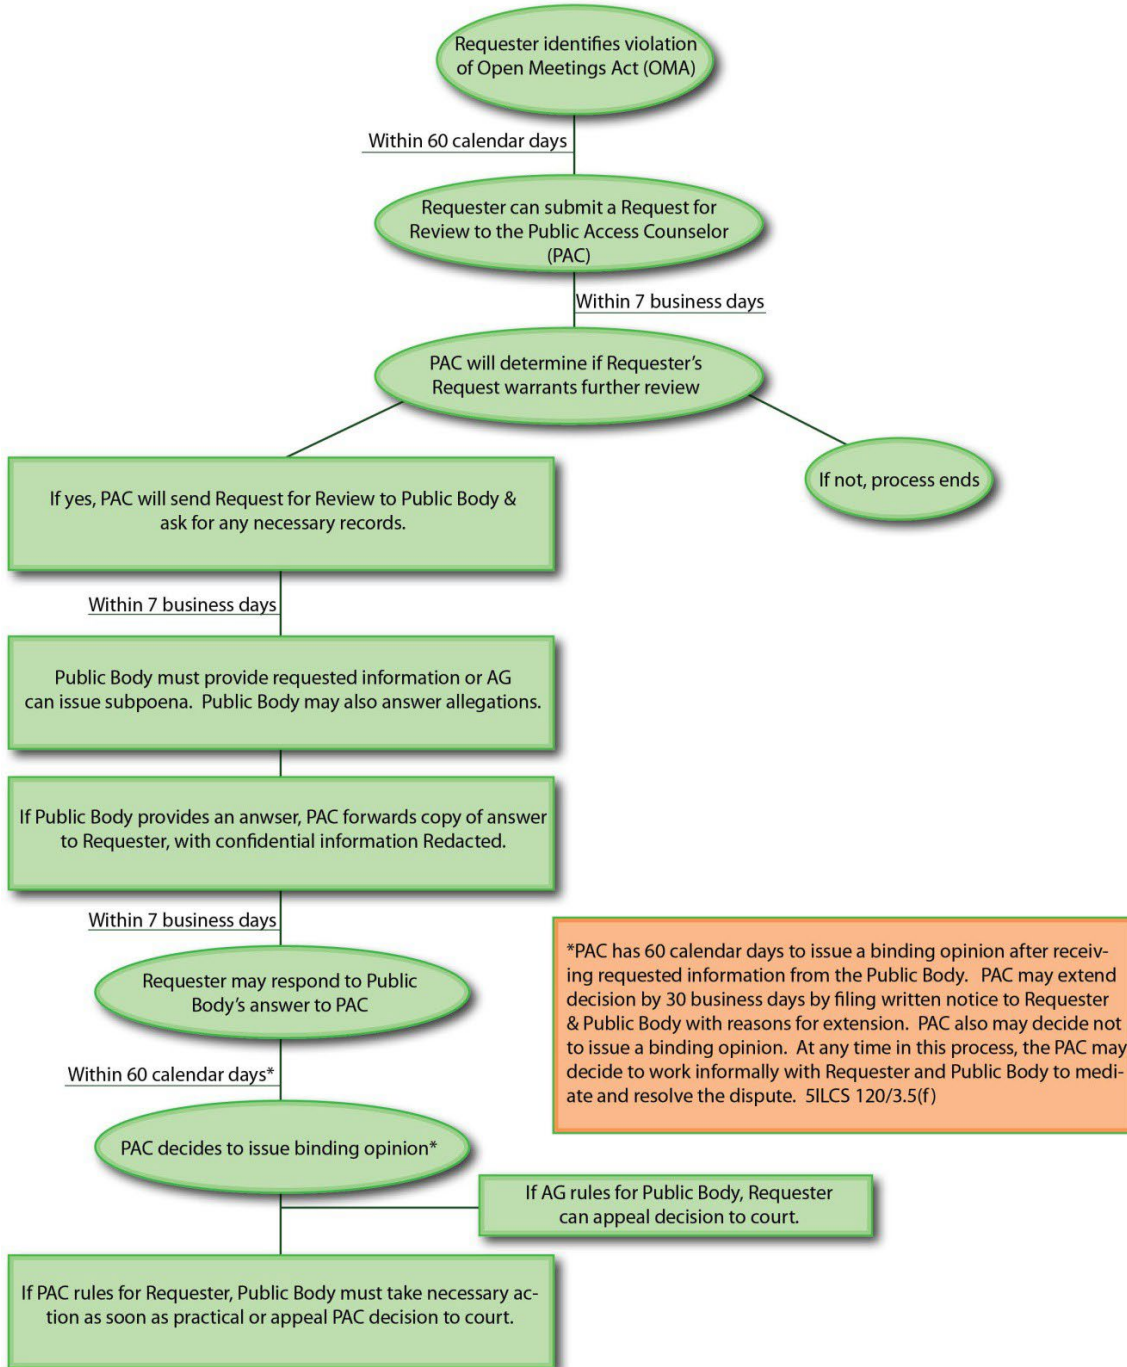 Requester identifies violation
of Open Meetings Act (OMA)
Within 60 calendar days
Requester can submit a Request for
Review to the Public Access Counselor
(PAC)
Within 7 business days
PAC will determine if Requester's
Request warrants further review
If yes, PAC will send Request for Review to Public Body &
ask for any necessary records.
If not, process ends
Within 7 business days
Public Body must provide requested information or AG
can issue subpoena.  Public Body may also answer allegations.
If Public Body provides an anwser, PAC forwards copy of answer
to Requester, with confidential information Redacted.
Within 7 business days
Requester may respond to Public
Body's answer to PAC
*PAC has 60 calendar days to issue a binding opinion after receiv-
ing requested information from the Public Body.   PAC may extend
decision by 30 business days by filing written notice to Requester
& Public Body with reasons for extension.  PAC also may decide not
to issue a binding opinion.  At any time in this process, the PAC may
decide to work informally with Requester and Public Body to medi-
ate and resolve the dispute.  5ILCS 120/3.5(f)
Within 60 calendar days*
PAC decides to issue binding opinion*
If AG rules for Public Body, Requester
can appeal decision to court.
If PAC rules for Requester, Public Body must take necessary ac-
tion as soon as practical or appeal PAC decision to court.